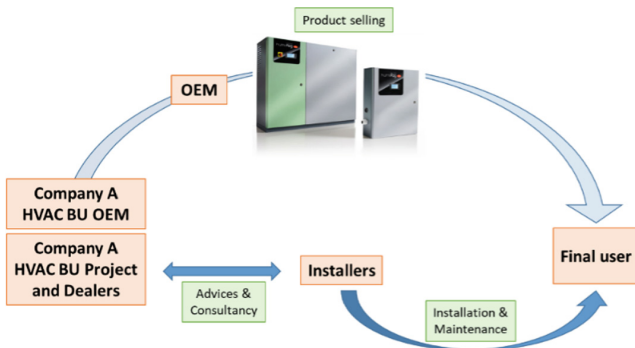 Product selling
OEM
Company A
HVAC BU OEM
Company A
HVAC BU Project
and Dealers
Advices &
Consultancy
Installers
Installation &
Maintenance
Final user